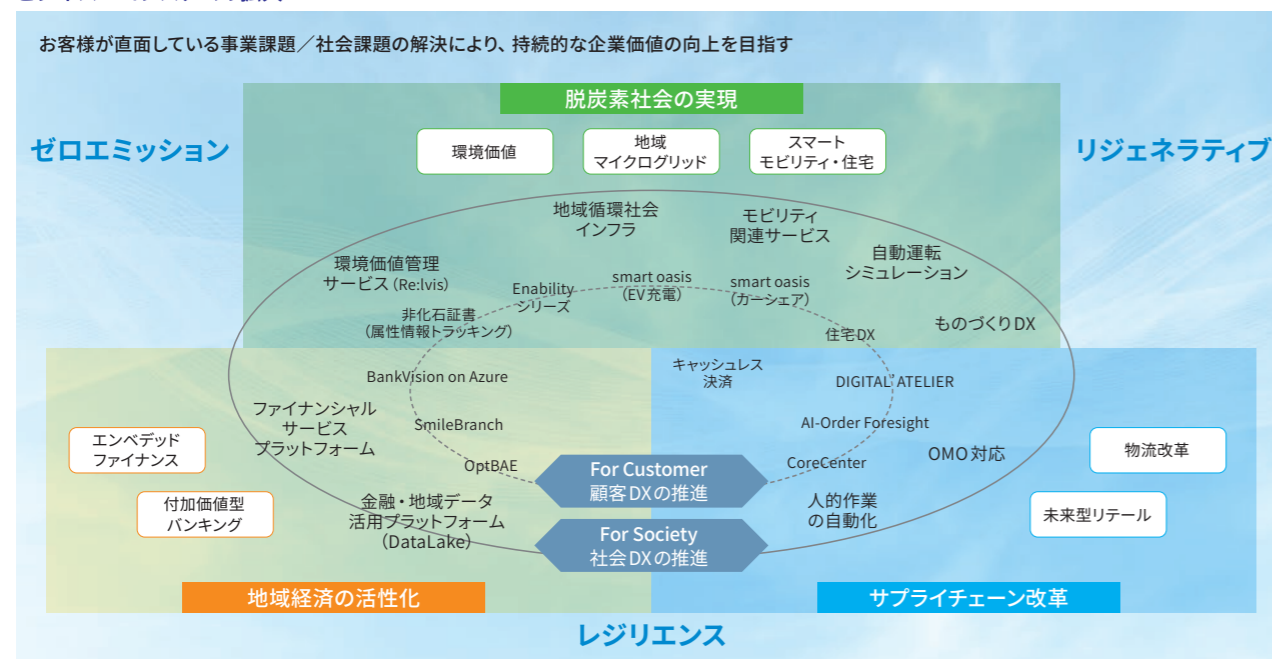 お客様が直面している事業課題／社会課題の解決により、持続的な企業価値の向上を目指す
脱炭素社会の実現
ゼロエミッション
リジェネラティブ
環境価値
地域
マイクログリッド
スマート
モビリティ・住宅
地域循環社会
インフラ
モビリティ
関連サービス
自動運転
シミュレーション
環境価値管理
サービス（Re:lvis）
Enability
シリーズ
smart oasis
（EV充電）
smart oasis
（カーシェア）
非化石証書
（属性情報トラッキング）
住宅DX
ものづくりDX
BankVision on Azure
キャッシュレス
決済
DIGITAL'ATELIER
ファイナンシャル
サービス
プラットフォーム
SmileBranch
AI-Order Foresight
エンベデッド
ファイナンス
OptBAE
CoreCenter
OMO対応
物流改革
For Customer
顧客DXの推進
付加価値型
バンキング
金融・地域データ
活用プラットフォーム
（DataLake）
人的作業
の自動化
未来型リテール
For Society
社会DXの推進
地域経済の活性化
サプライチェーン改革
レジリエンス